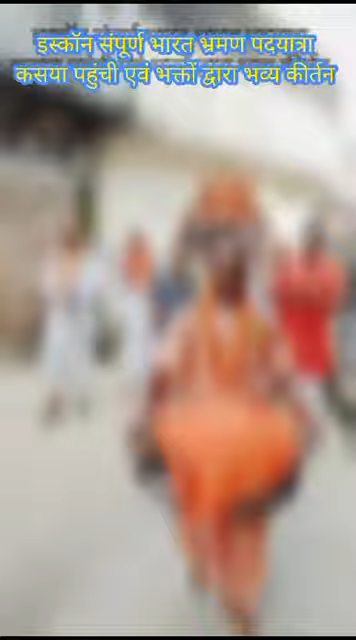 इस्कॉन संपूर्ण भारत भ्रमण पदयात्रा
कसया पहुंची एवं भक्तों द्वारा भव्य कीर्तन